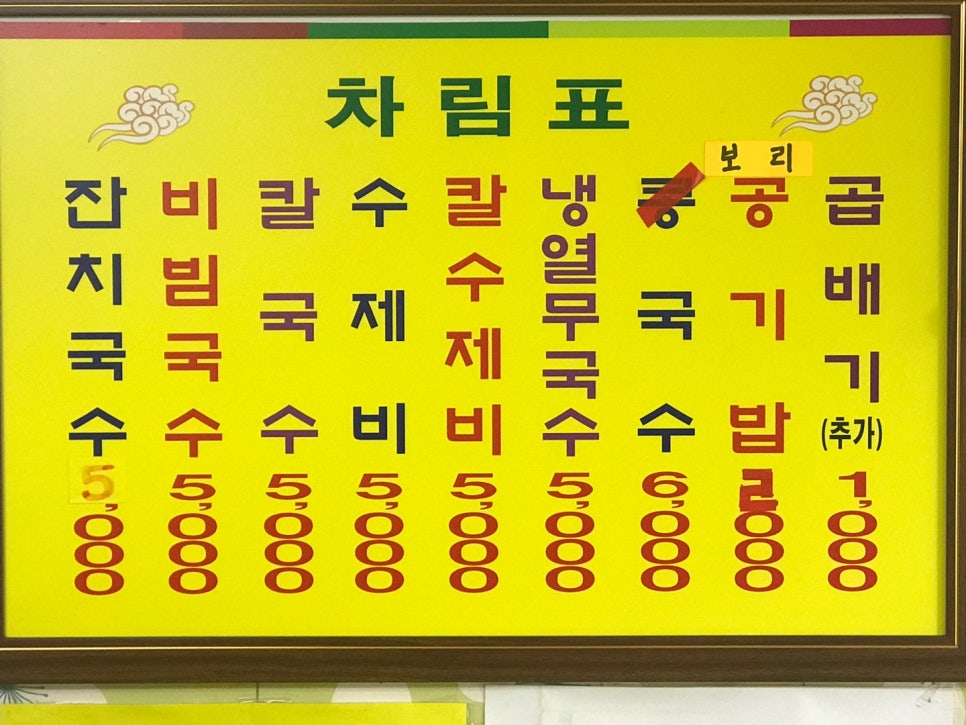 차림표
잔치국수 5,000
비빔국수 5,000
칼국수 5,000
수제비 5,000
칼수제비 5,000
냉열무국수 5,000
콩국수 6,000
보리
공기밥 2000
곱배기(추가) 1,000